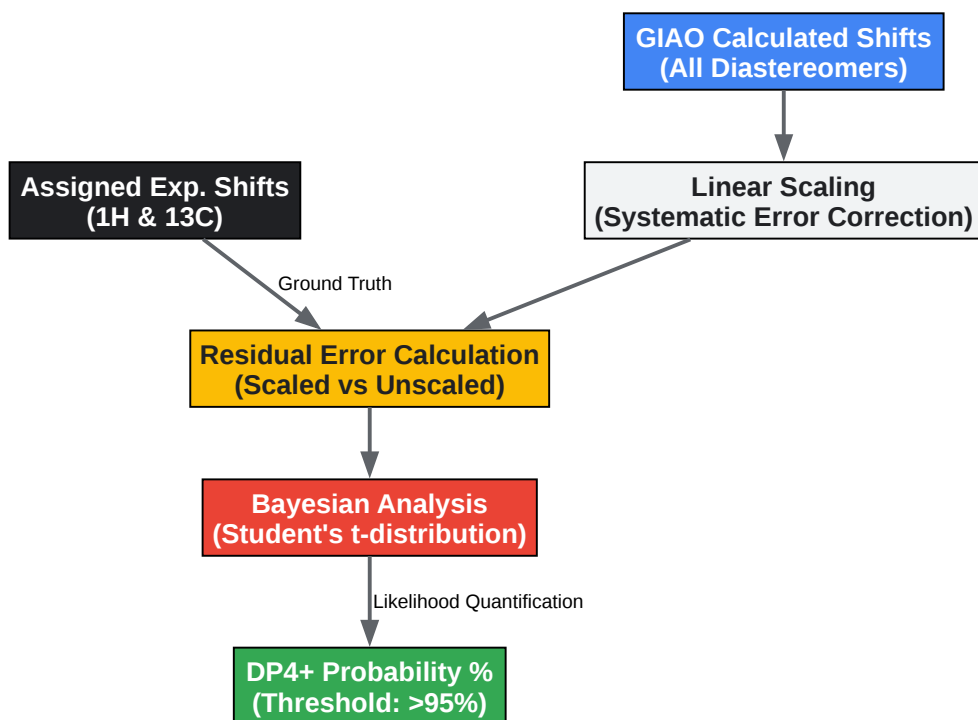 GIAO Calculated Shifts
(All Diastereomers)
Assigned Exp. Shifts
(1H & 13C)
Linear Scaling
(Systematic Error Correction)
Ground Truth
Residual Error Calculation
(Scaled vs Unscaled)
Bayesian Analysis
(Student's t-distribution)
Likelihood Quantification
DP4+ Probability %
(Threshold: >95%)